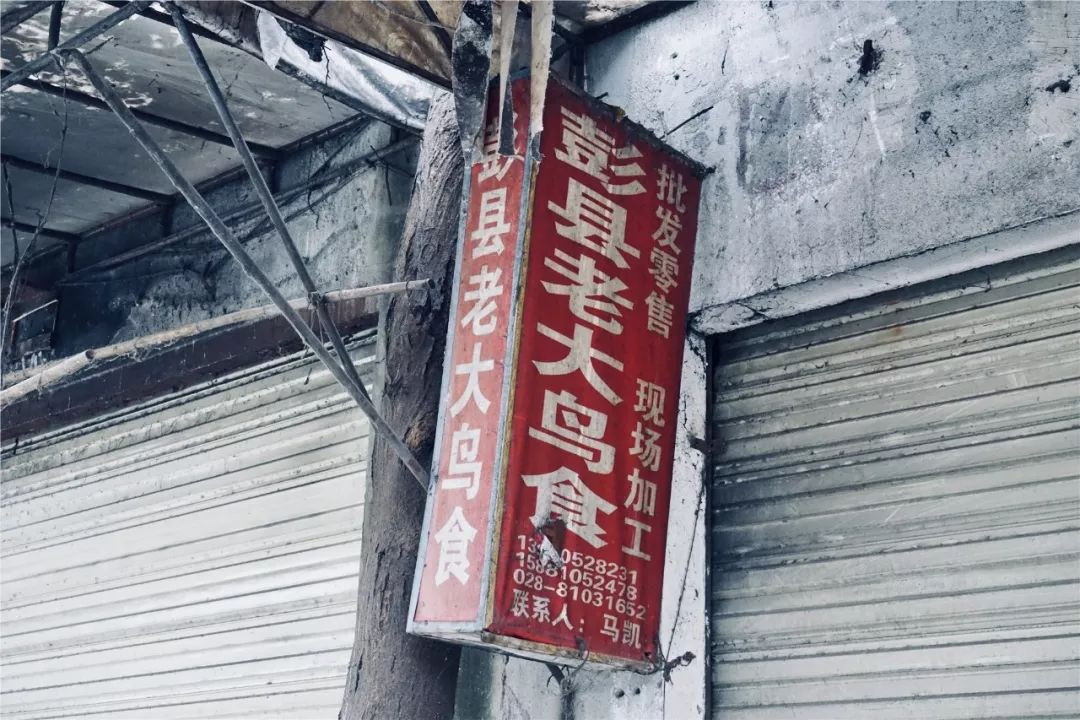 彭县老大鸟食
彭县老大鸟食
批发零售 现场加工
028-81031652
联系人：马凯